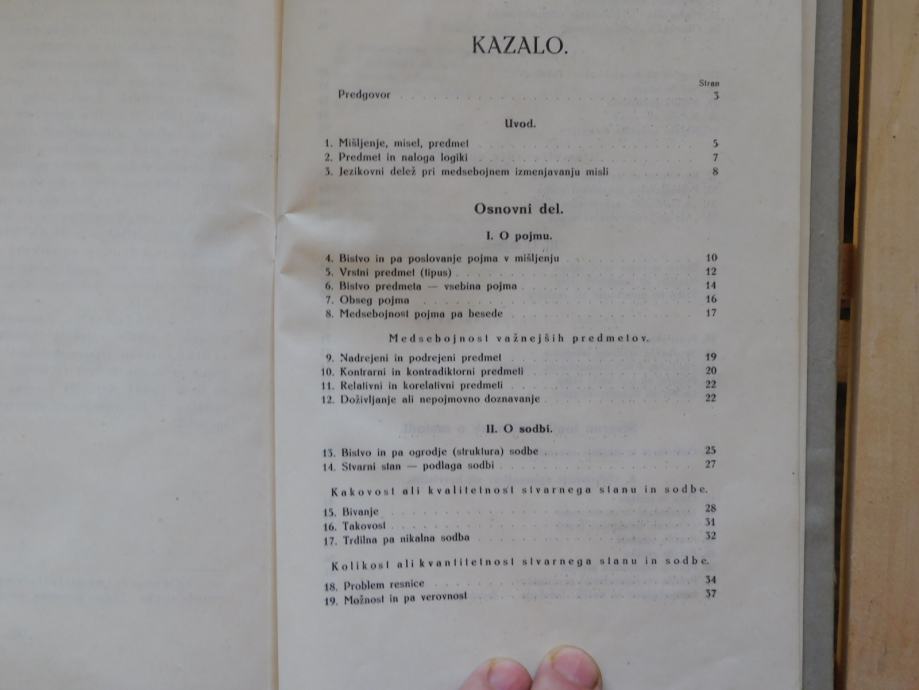 KAZALO.
Stran
Predgovor 3
Uvod.
1. Mišljenje, misel, predmet 5
2. Predmet in naloga logiki 7
3. Jezikovni delež pri medsebojnem izmenjavanju misli 8
Osnovni del.
I. O pojmu.
4. Bistvo in pa poslovanje pojma v mišljenju 10
5. Vrstni predmet (tipus) 12
6. Bistvo predmeta — vsebina pojma 14
7. Obseg pojma 16
8. Medsebojnost pojma pa besede 17
Medsebojnost važnejših predmetov.
9. Nadrejeni in podrejeni predmet 19
10. Kontrarni in kontradiktorni predmeti 20
11. Relativni in korelativni predmeti 22
12. Doživljanje ali nepojmovno doznavanje 22
II. O sodbi.
13. Bistvo in pa ogrodje (struktura) sodbe 25
14. Stvarni stan — podlaga sodbi 27
Kakovost ali kvalitetnost stvarnega stanu in sodbe.
15. Bivanje 28
16. Takovost 31
17. Trdilna pa nikalna sodba 32
Kolikost ali kvantitetnost stvarnega stanu in sodbe.
18. Problem resnice 34
19. Možnost in pa verovnost 37